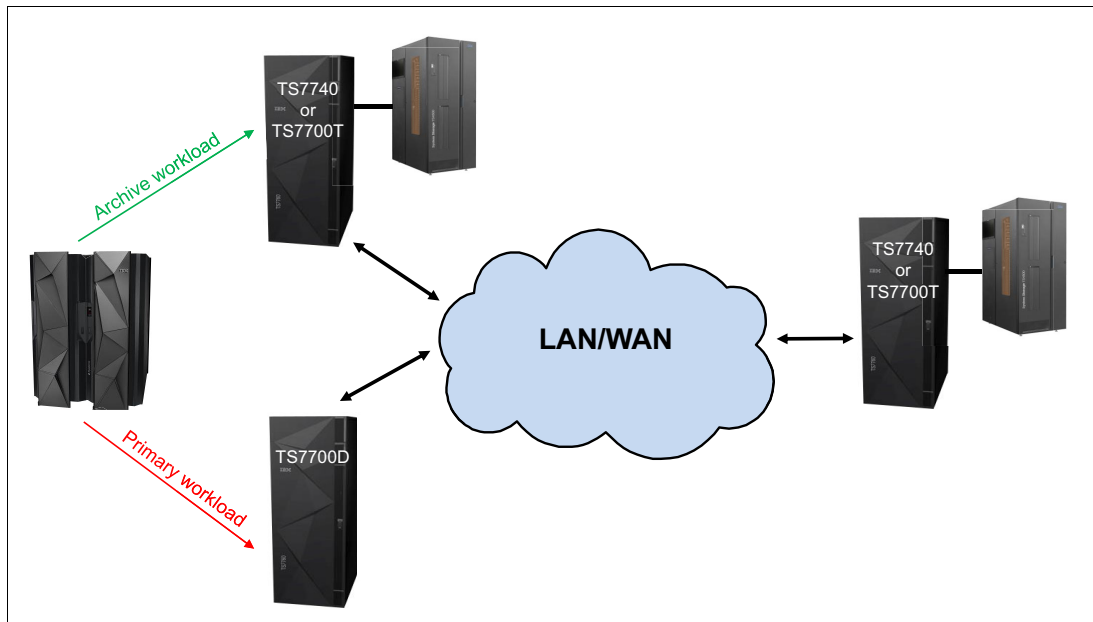 TS7740
or
TS7700T
Archive workload
TS7740
or
TS7700T
LAN/WAN
TS7700D
Primary workload